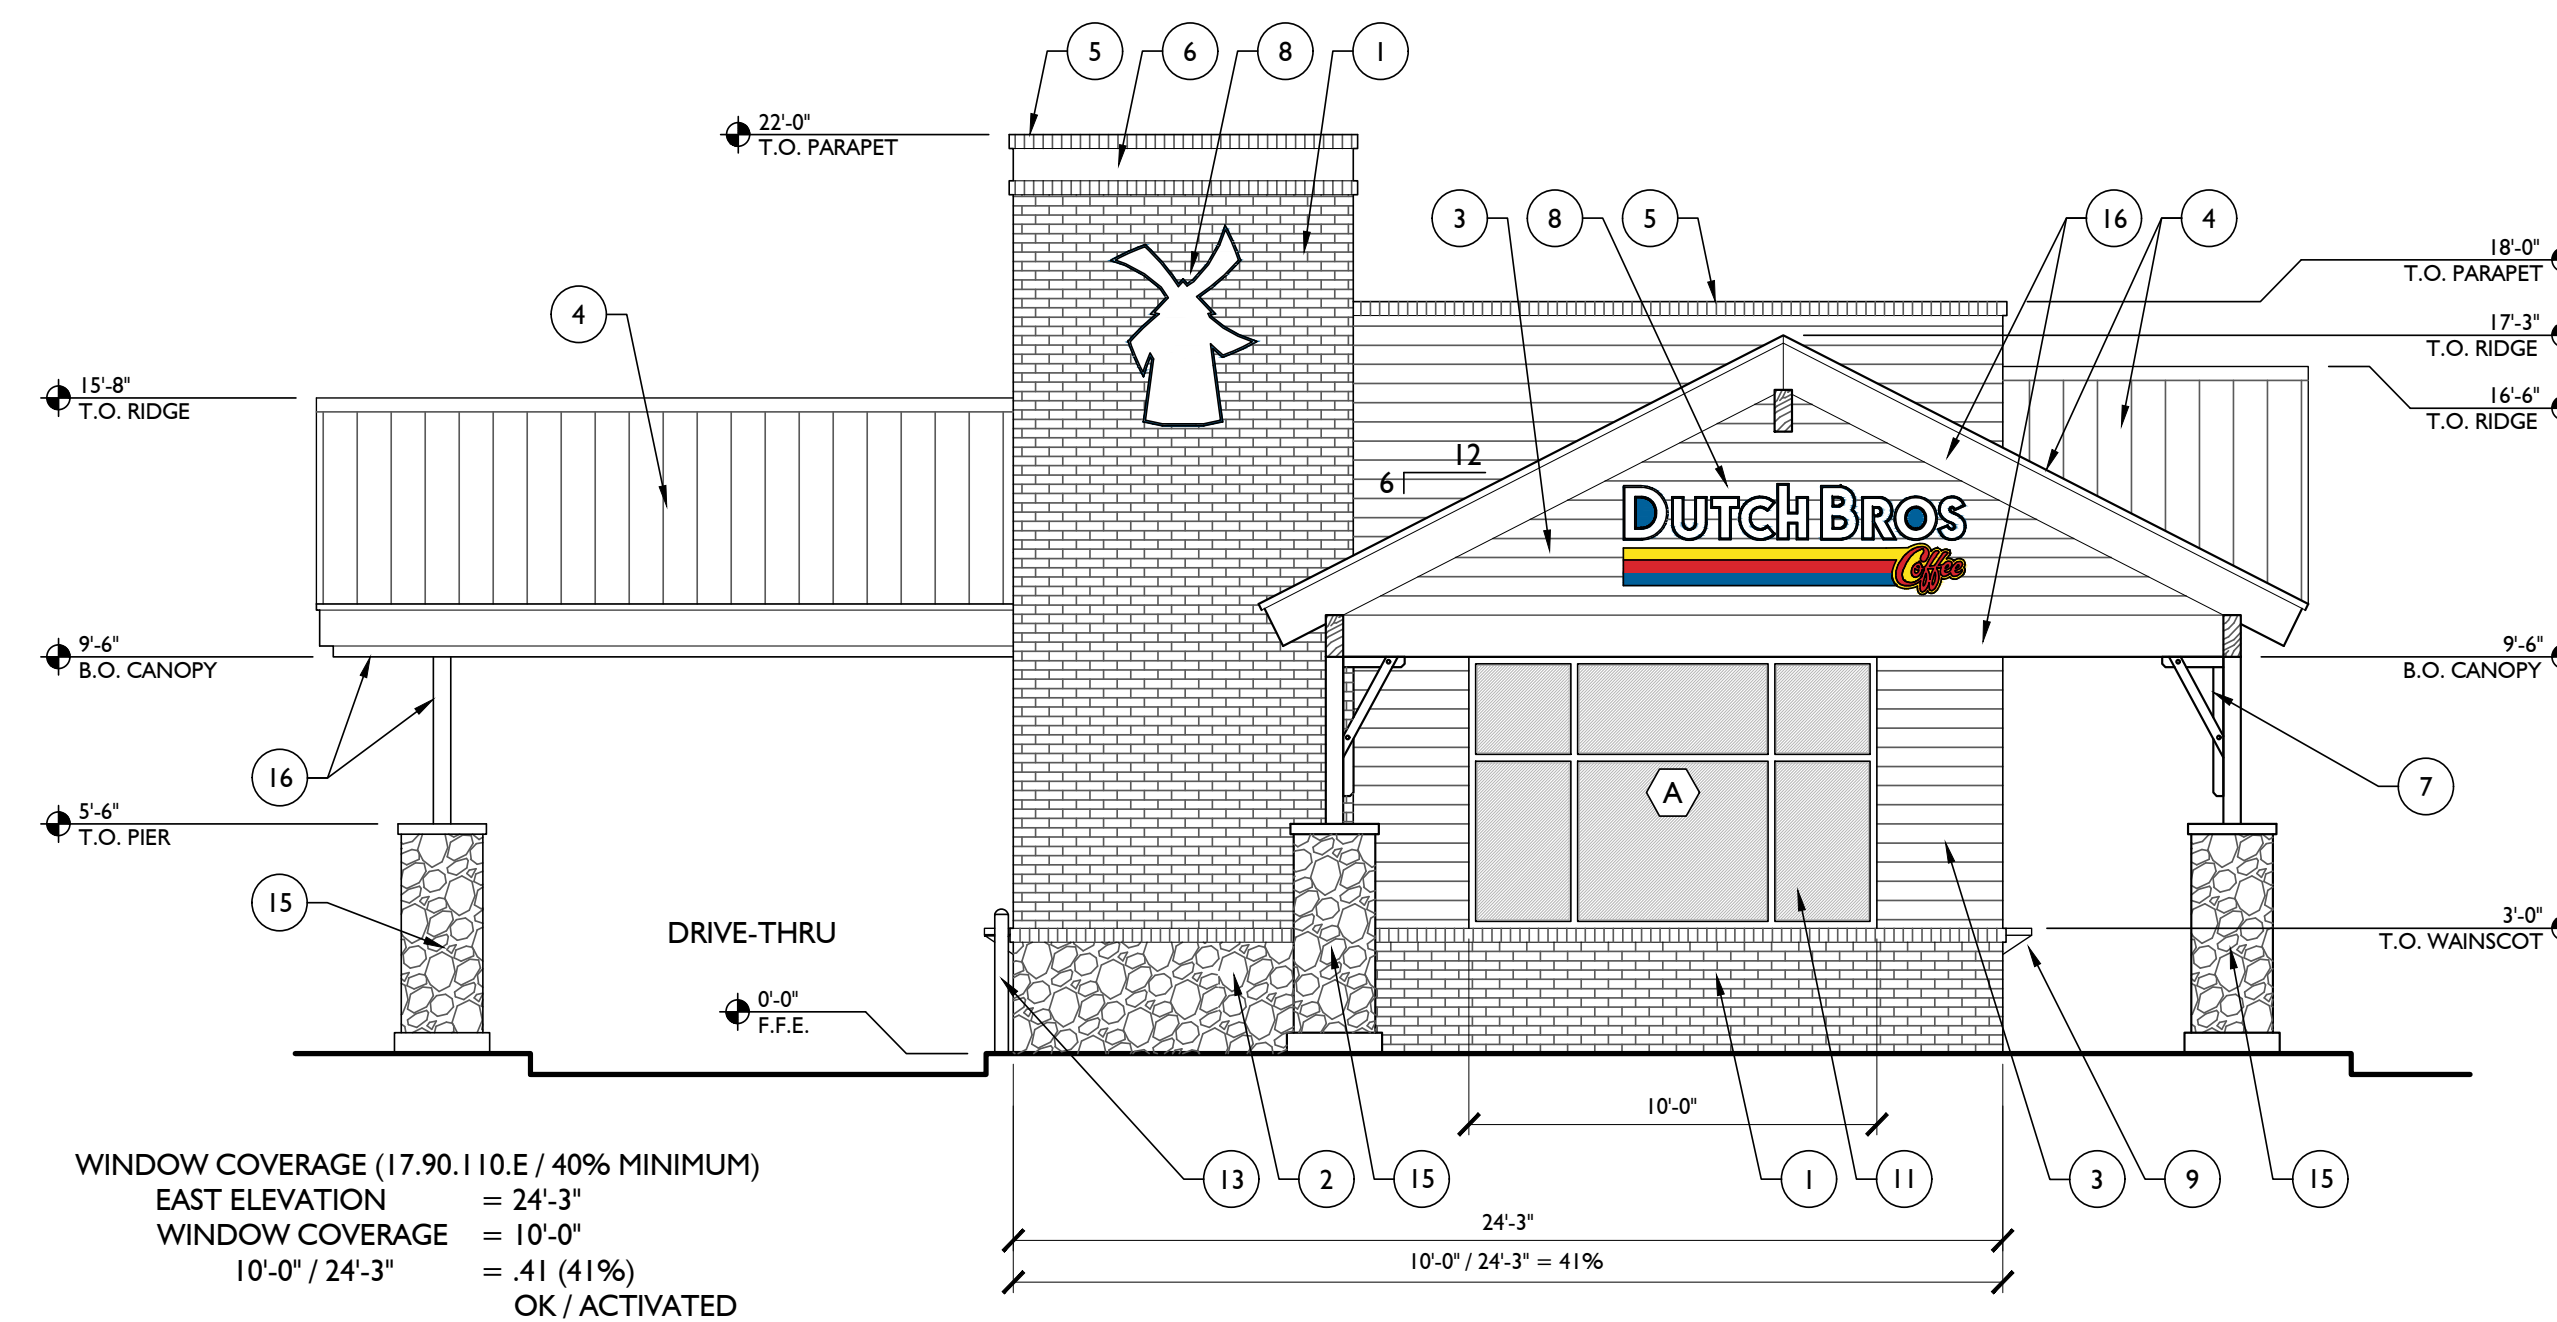 5 6 8 1
22'-0"
T.O. PARAPET
3 8 5 16 4
18'-0"
T.O. PARAPET
4
17'-3"
T.O. RIDGE
15'-8"
T.O. RIDGE
16'-6"
T.O. RIDGE
12
6
DUTCH BROS
Coffee
9'-6"
B.O. CANOPY
9'-6"
B.O. CANOPY
16
A
7
5'-6"
T.O. PIER
15
DRIVE-THRU
3'-0"
T.O. WAINSCOT
0'-0"
F.F.E.
10'-0"
13 2 15 1 11 3 9 15
24'-3"
10'-0" / 24'-3" = 41%
WINDOW COVERAGE (17.90.110.E / 40% MINIMUM)
EAST ELEVATION = 24'-3"
WINDOW COVERAGE = 10'-0"
10'-0" / 24'-3" = .41 (41%)
OK / ACTIVATED